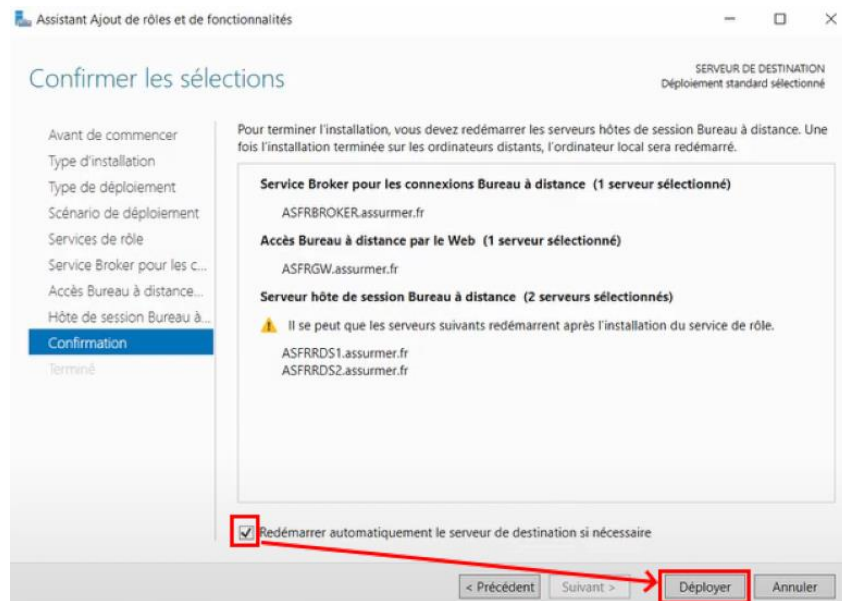 Assistant Ajout de rôles et de fonctionnalités
Confirmer les sélections
SERVEUR DE DESTINATION
Déploiement standard sélectionné
Avant de commencer
Type d'installation
Type de déploiement
Scénario de déploiement
Services de rôle
Service Broker pour les c...
Accès Bureau à distance...
Hôte de session Bureau à...
Confirmation
Terminé
Pour terminer l'installation, vous devez redémarrer les serveurs hôtes de session Bureau à distance. Une
fois l'installation terminée sur les ordinateurs distants, l'ordinateur local sera redémarré.
Service Broker pour les connexions Bureau à distance (1 serveur sélectionné)
ASFRBROKER.assurmer.fr
Accès Bureau à distance par le Web (1 serveur sélectionné)
ASFRGW.assurmer.fr
Serveur hôte de session Bureau à distance (2 serveurs sélectionnés)
Il se peut que les serveurs suivants redémarrent après l'installation du service de rôle.
ASFRRDS1.assurmer.fr
ASFRRDS2.assurmer.fr
Redémarrer automatiquement le serveur de destination si nécessaire
< Précédent Suivant > Déployer Annuler